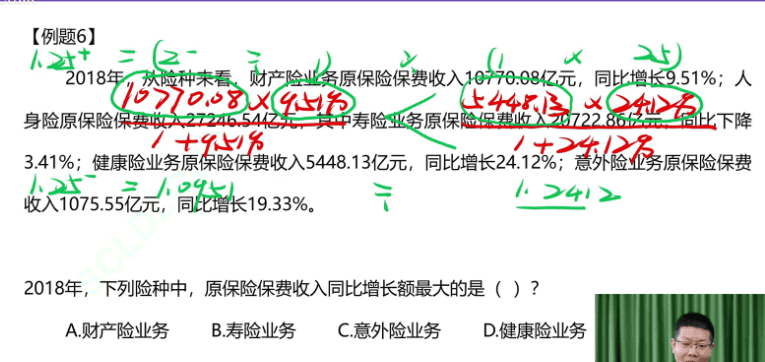 【例题6】
1.25⁺ = (2⁻ ÷ 1) 2 (1 × 25)
2018年,从险种来看,财产险业务原保险保费收入10770.08亿元,同比增长9.51%;人
10770.08 × 9.51% < 5448.13 × 24.12%
身险原保险保费收入27246.54亿元,其中寿险业务原保险保费收入20722.86亿元,同比下降
1+9.51% 1+24.12%
3.41%;健康险业务原保险保费收入5448.13亿元,同比增长24.12%;意外险业务原保险保费
1.25⁻ = 1.0951 ÷ 1.2412
收入1075.55亿元,同比增长19.33%。
2018年,下列险种中,原保险保费收入同比增长额最大的是( )?
A.财产险业务 B.寿险业务 C.意外险业务 D.健康险业务